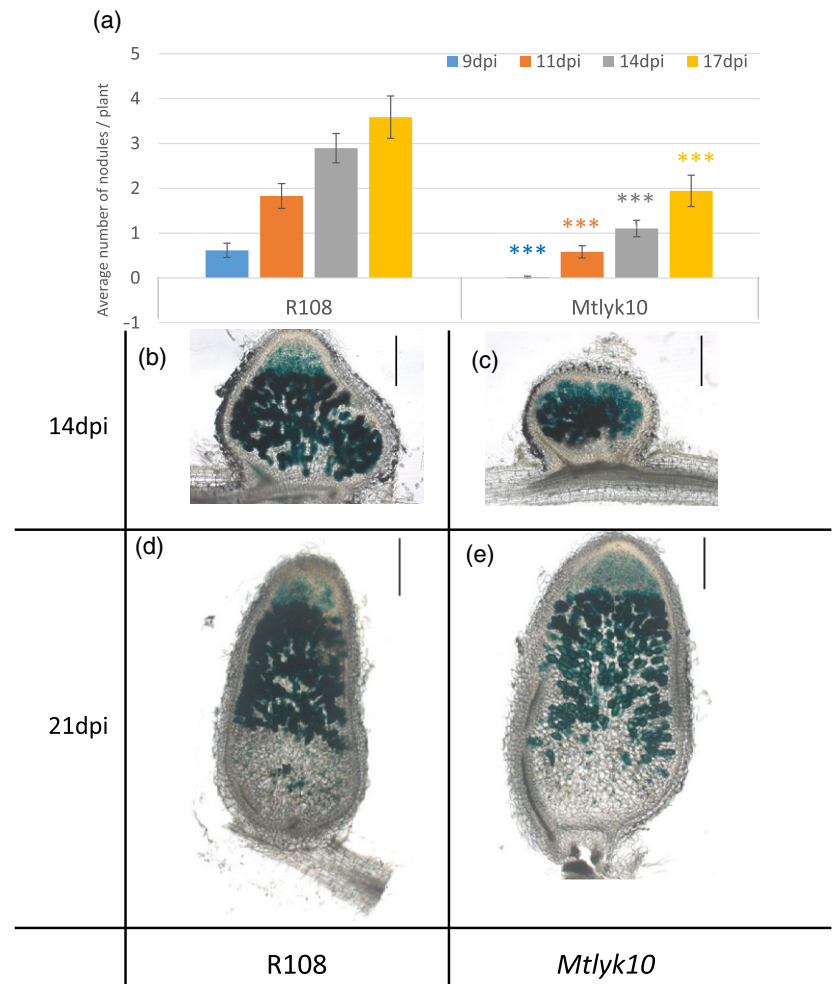 (a)
Average number of nodules / plant
5
4
3
2
1
0
−1
9dpi 11dpi 14dpi 17dpi
*** *** *** ***
R108 Mtlyk10
14dpi
(b)
(c)
21dpi
(d)
(e)
R108 Mtlyk10